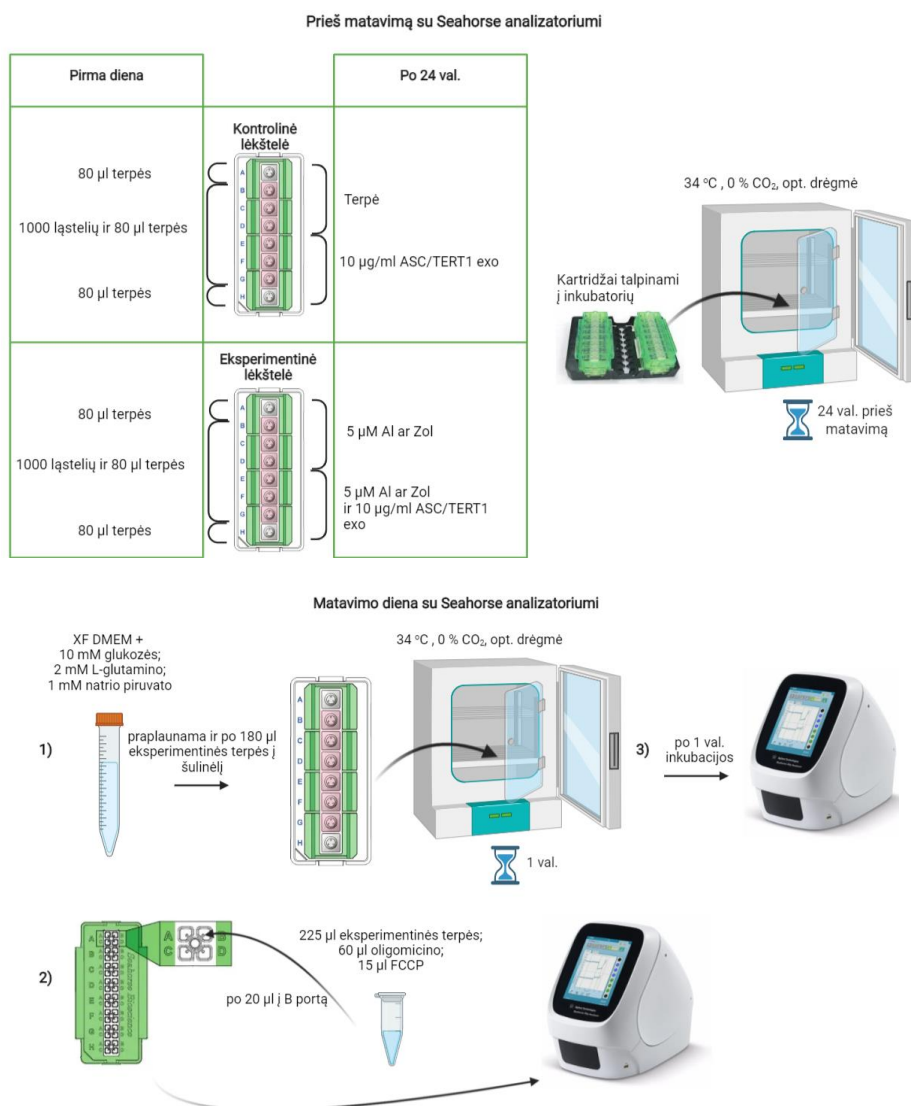 Prieš matavimą su Seahorse analizatoriumi
Pirma diena
Po 24 val.
Kontrolinė
lėkštelė
80 µl terpės
1000 ląstelių ir 80 µl terpės
80 µl terpės
A
B
C
D
E
F
G
H
Terpė
10 µg/ml ASC/TERT1 exo
Eksperimentinė
lėkštelė
80 µl terpės
1000 ląstelių ir 80 µl terpės
80 µl terpės
A
B
C
D
E
F
G
H
5 µM Al ar Zol
5 µM Al ar Zol
ir 10 µg/ml ASC/TERT1
exo
34 °C , 0 % CO₂, opt. drėgmė
Kartridžai talpinami
į inkubatorių
24 val. prieš
matavimą
Matavimo diena su Seahorse analizatoriumi
XF DMEM +
10 mM glukozės;
2 mM L-glutamino;
1 mM natrio piruvato
1)
praplaunama ir po 180 µl
eksperimentinės terpės į
šulinėlį
A
B
C
D
E
F
G
H
34 °C , 0 % CO₂, opt. drėgmė
1 val.
3)
po 1 val.
inkubacijos
2)
A
B
C
D
E
F
G
H
Seahorse Bioscience
A
B
C
D
po 20 µl į B portą
225 µl eksperimentinės terpės;
60 µl oligomicino;
15 µl FCCP